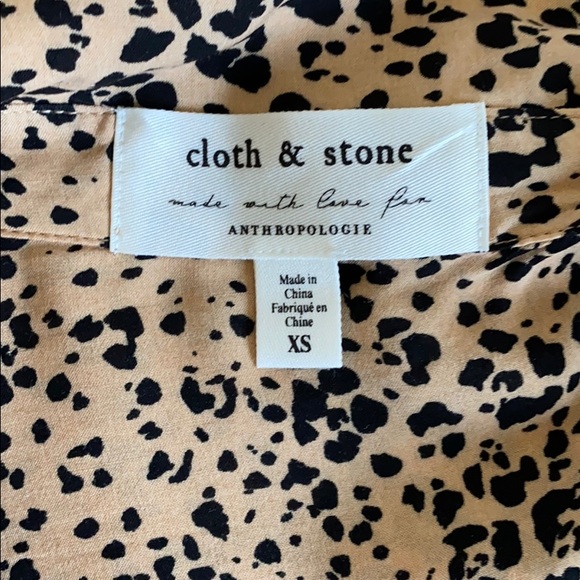 cloth & stone
made with love for
ANTHROPOLOGIE
Made in
China
Fabriqué en
Chine
XS